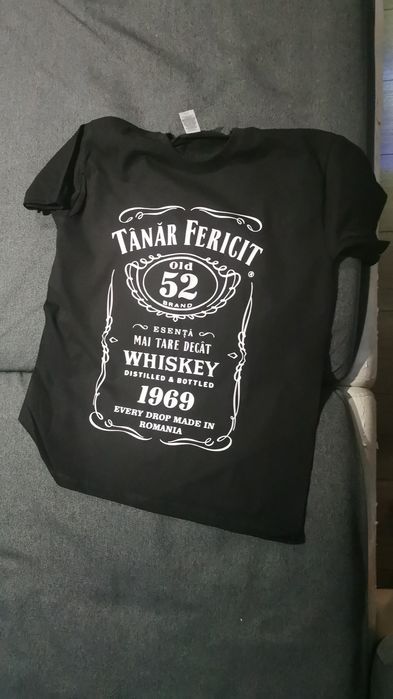 TÂNĂR FERICIT
old
52
BRAND
®
ESENȚĂ
MAI TARE DECÂT
WHISKEY
DISTILLED & BOTTLED
1969
EVERY DROP MADE IN
ROMANIA